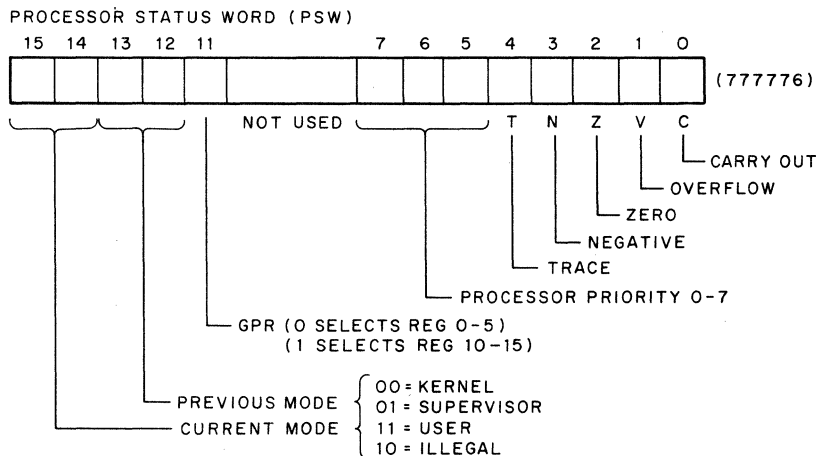 PROCESSOR STATUS WORD (PSW)
15 14 13 12 11 7 6 5 4 3 2 1 0
(777776)
NOT USED T N Z V C
CARRY OUT
OVERFLOW
ZERO
NEGATIVE
TRACE
PROCESSOR PRIORITY 0-7
GPR (0 SELECTS REG 0-5)
(1 SELECTS REG 10-15)
00 = KERNEL
PREVIOUS MODE 01 = SUPERVISOR
CURRENT MODE 11 = USER
10 = ILLEGAL